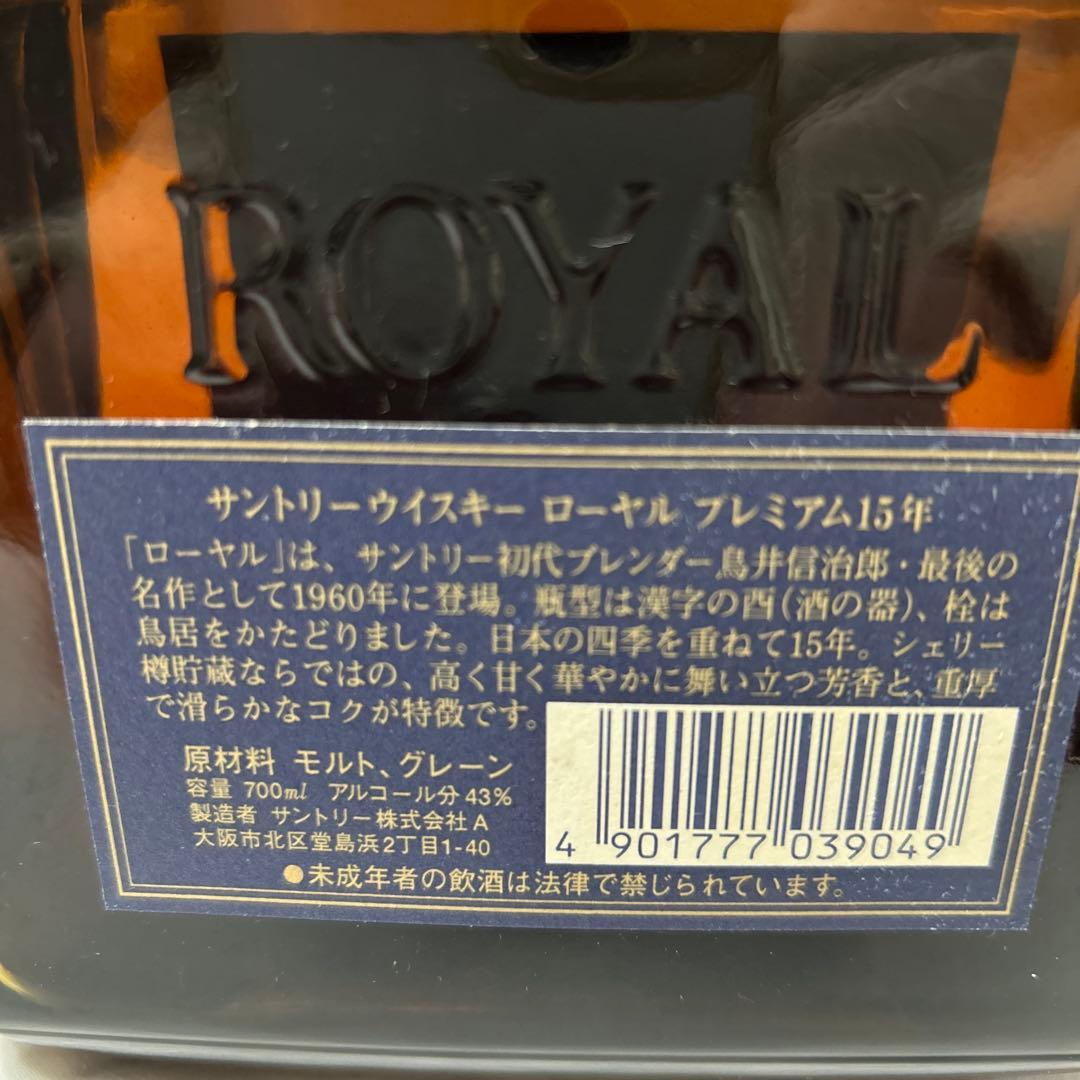 ROYAL
サントリーウイスキー ローヤル プレミアム15年
「ローヤル」は、サントリー初代ブレンダー鳥井信治郎・最後の
名作として1960年に登場。瓶型は漢字の酉(酒の器)、栓は
鳥居をかたどりました。日本の四季を重ねて15年。シェリー
樽貯蔵ならではの、高く甘く華やかに舞い立つ芳香と、重厚
で滑らかなコクが特徴です。
原材料 モルト、グレーン
容量 700ml アルコール分 43%
製造者 サントリー株式会社A
大阪市北区堂島浜2丁目1-40
4 901777 039049
●未成年者の飲酒は法律で禁じられています。